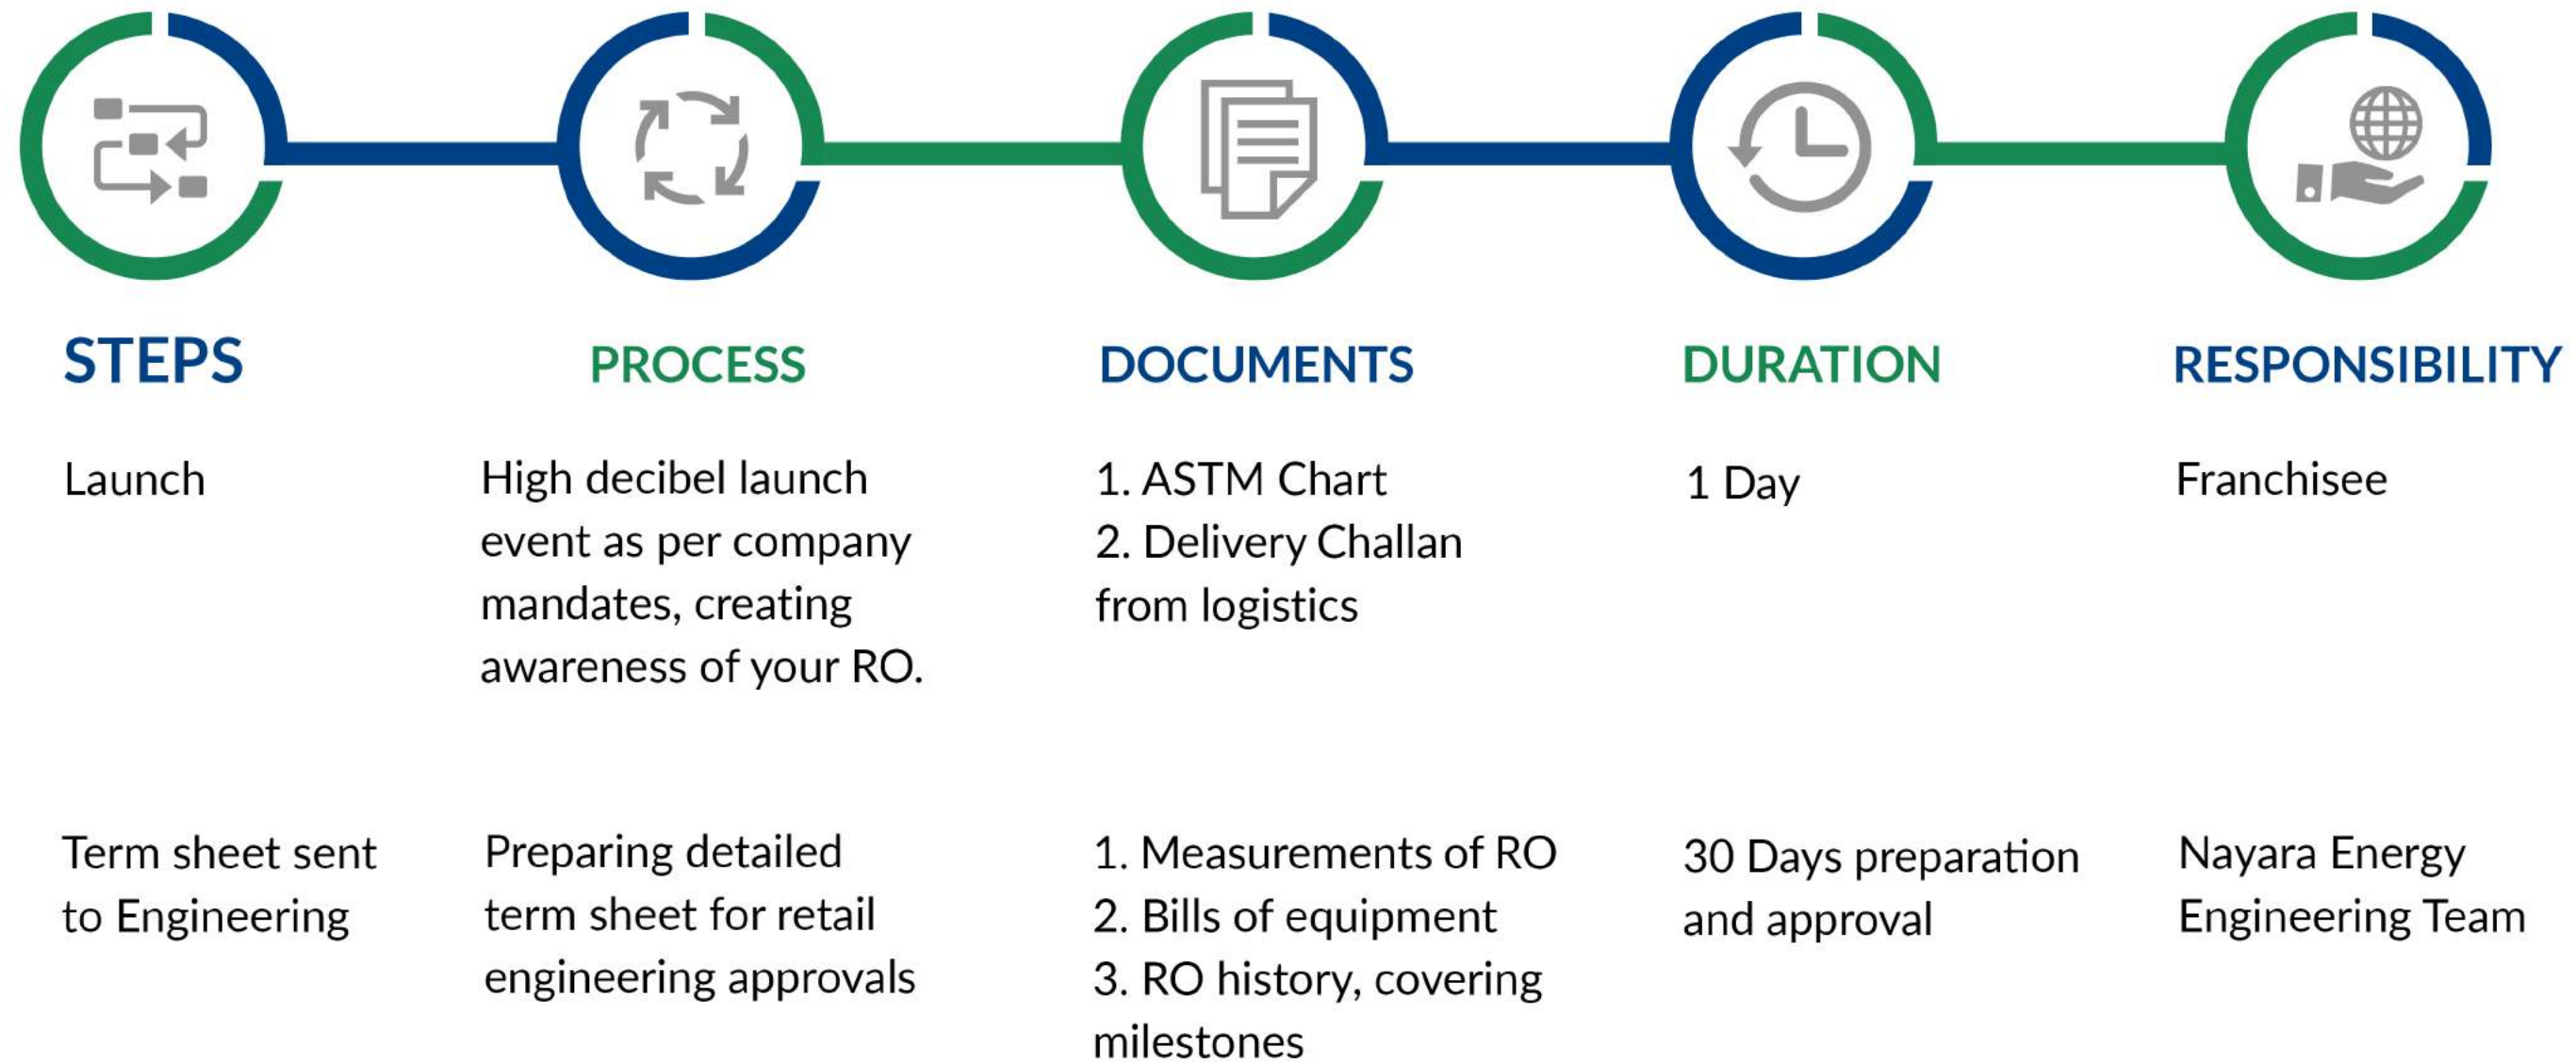 STEPS
PROCESS
DOCUMENTS
DURATION
RESPONSIBILITY
Launch
High decibel launch
event as per company
mandates, creating
awareness of your RO.
1. ASTM Chart
2. Delivery Challan
from logistics
1 Day
Franchisee
Term sheet sent
to Engineering
Preparing detailed
term sheet for retail
engineering approvals
1. Measurements of RO
2. Bills of equipment
3. RO history, covering
milestones
30 Days preparation
and approval
Nayara Energy
Engineering Team